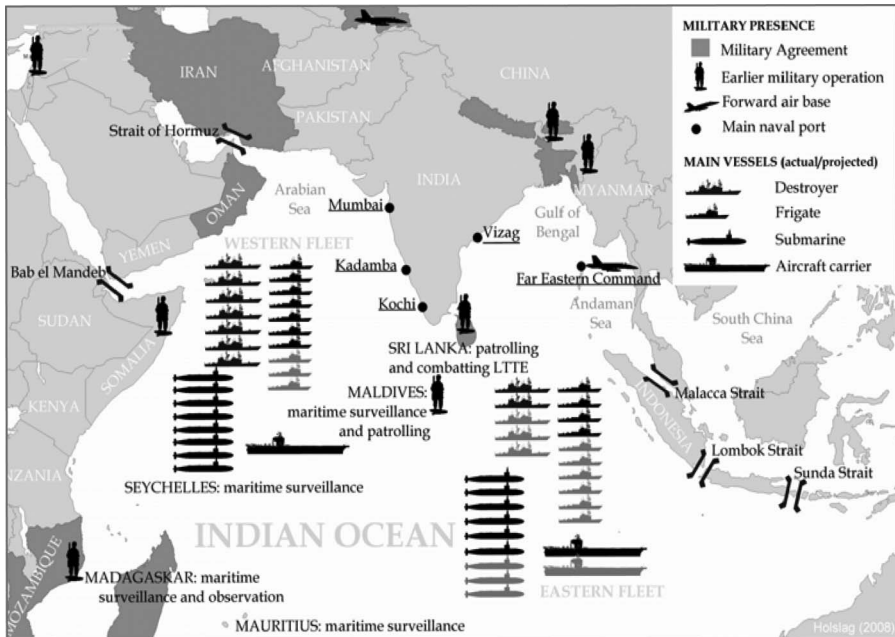 MILITARY PRESENCE
Military Agreement
Earlier military operation
Forward air base
Main naval port
MAIN VESSELS (actual/projected)
Destroyer
Frigate
Submarine
Aircraft carrier
IRAN
AFGHANISTAN
CHINA
PAKISTAN
Strait of Hormuz
INDIA
MYANMAR
OMAN
Arabian
Sea
Mumbai
Gulf of
Bengal
YEMEN
WESTERN FLEET
Vizag
Bab el Mandeb
Kadamba
Far Eastern Command
Kochi
Andaman
Sea
South China
Sea
SUDAN
SOMALIA
SRI LANKA: patrolling
and combatting LTTE
KENYA
MALDIVES:
maritime surveillance
and patrolling
Malacca Strait
INDONESIA
Lombok Strait
Sunda Strait
NZANIA
SEYCHELLES: maritime surveillance
INDIAN OCEAN
MOZAMBIQUE
MADAGASKAR: maritime
surveillance and observation
EASTERN FLEET
MAURITIUS: maritime surveillance
Holslag (2008)